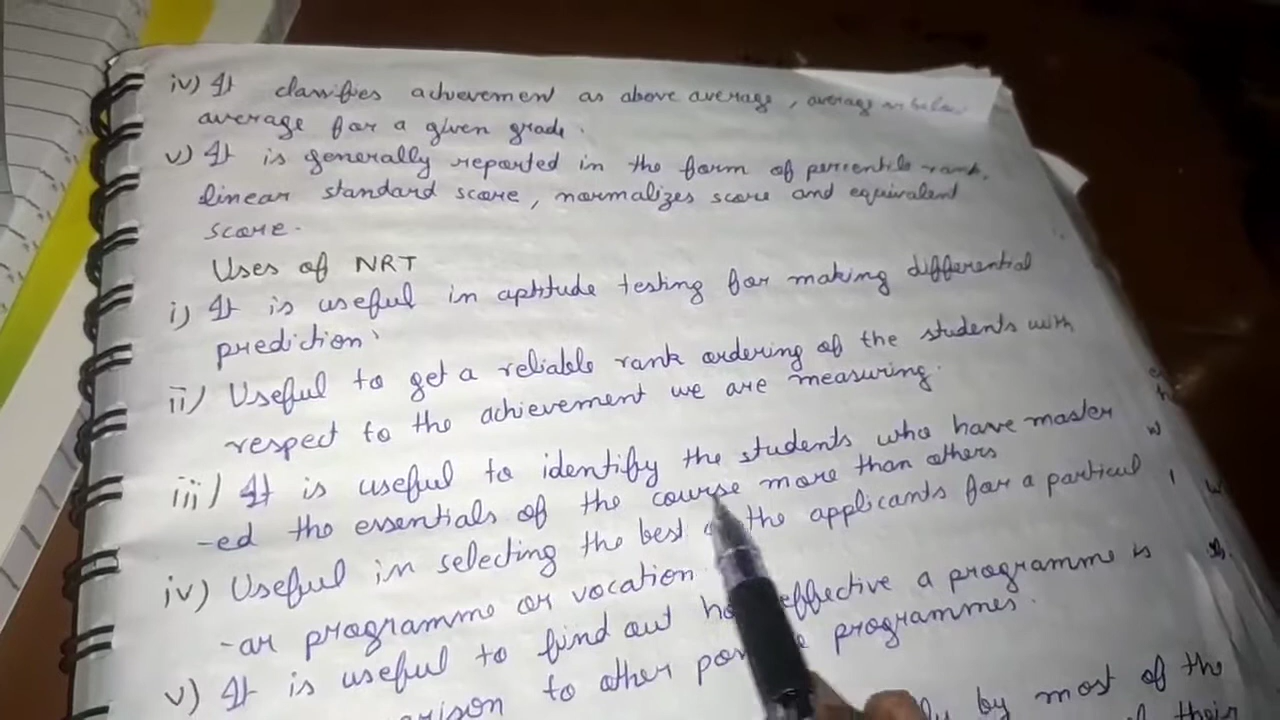 iv) It classifies achievement as above average, average or below
average for a given grade.
v) It is generally reported in the form of percentile rank,
linear standard score, normalizes score and equivalent
score.
Uses of NRT
i) It is useful in aptitude testing for making differential
prediction.
ii) Useful to get a reliable rank ordering of the students with
respect to the achievement we are measuring.
iii) It is useful to identify the students who have master
-ed the essentials of the course more than others
iv) Useful in selecting the best the applicants for a particul
-ar programme or vocation
v) It is useful to find out effective a programme is
to other programmes.
by most of the
their